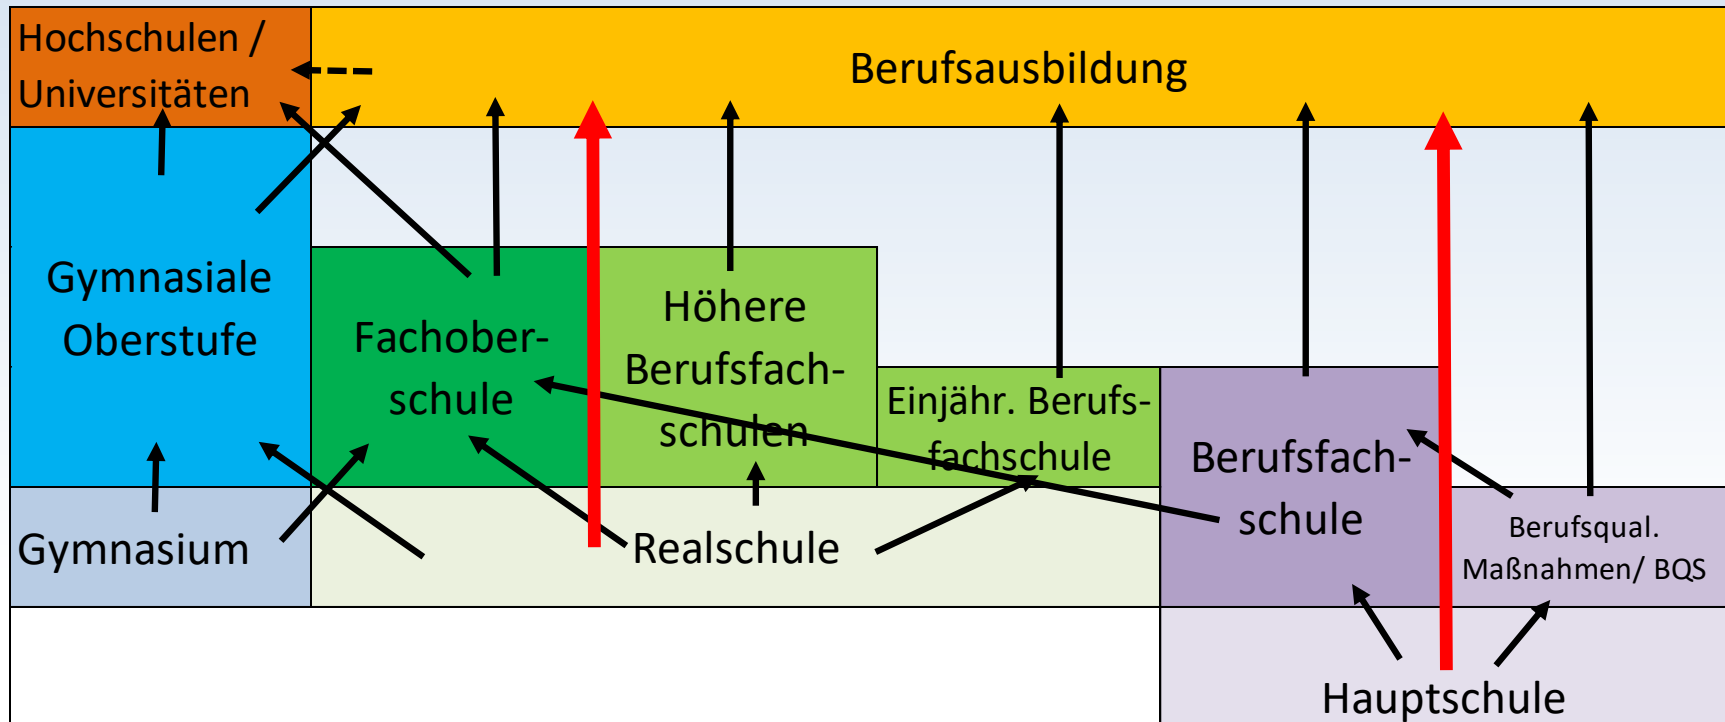 Hochschulen /
Universitäten
Berufsausbildung
Gymnasiale
Oberstufe
Fachober-
schule
Höhere
Berufsfach-
schulen
Einjähr. Berufs-
fachschule
Berufsfach-
schule
Berufsqual.
Maßnahmen/ BQS
Gymnasium
Realschule
Hauptschule